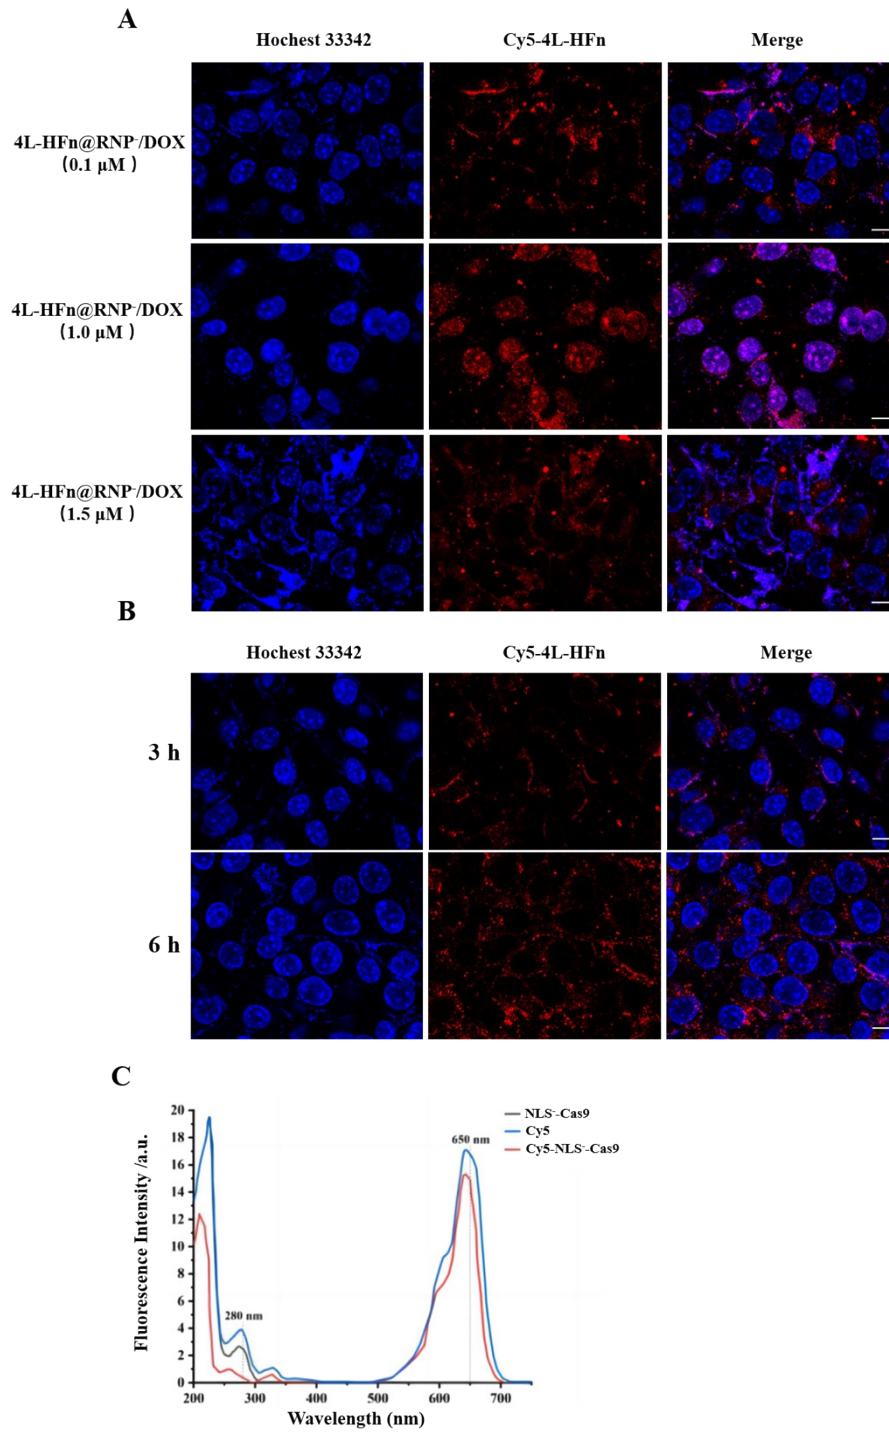 A
Hochest 33342 Cy5-4L-HFn Merge
4L-HFn@RNP⁻/DOX
(0.1 μM )
4L-HFn@RNP⁻/DOX
(1.0 μM )
4L-HFn@RNP⁻/DOX
(1.5 μM )
B
Hochest 33342 Cy5-4L-HFn Merge
3 h
6 h
C
NLS⁻-Cas9
Cy5
Cy5-NLS⁻-Cas9
650 nm
280 nm
Fluorescence Intensity /a.u.
20
18
16
14
12
10
8
6
4
2
0
200 300 400 500 600 700
Wavelength (nm)